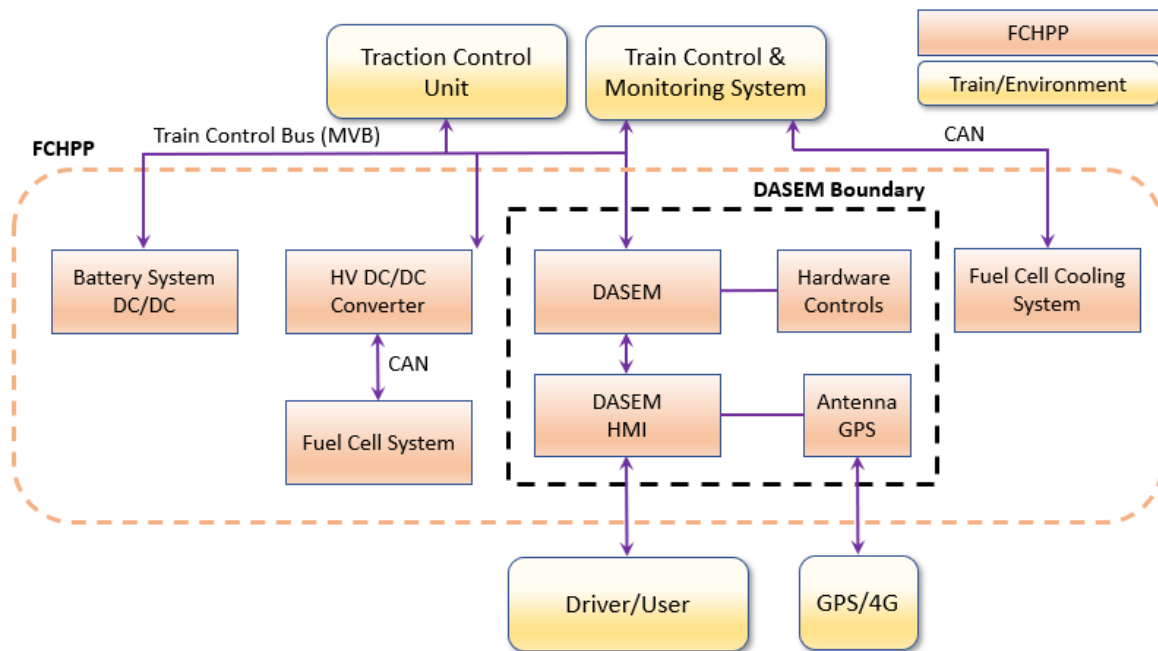 Traction Control
Unit
Train Control &
Monitoring System
FCHPP
Train/Environment
Train Control Bus (MVB)
CAN
FCHPP
DASEM Boundary
Battery System
DC/DC
HV DC/DC
Converter
DASEM
Hardware
Controls
Fuel Cell Cooling
System
CAN
Fuel Cell System
DASEM
HMI
Antenna
GPS
Driver/User
GPS/4G